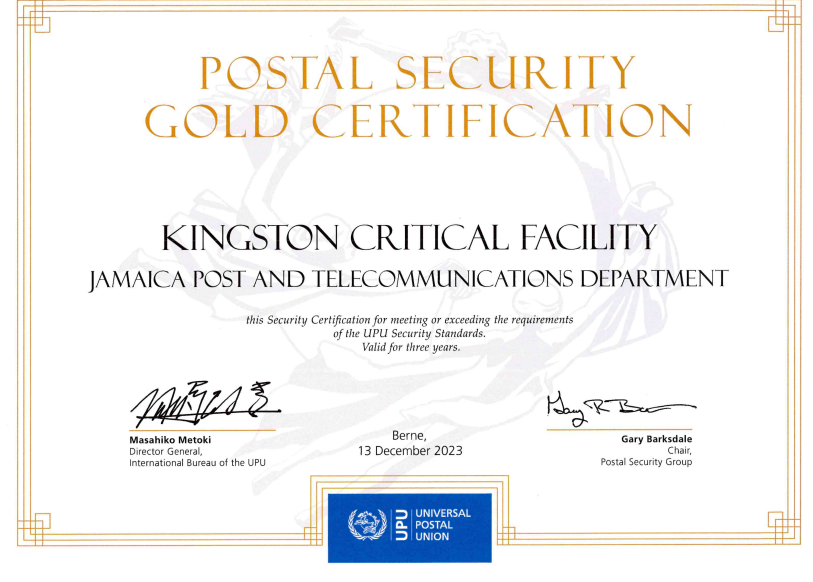 POSTAL SECURITY
GOLD CERTIFICATION
KINGSTON CRITICAL FACILITY
JAMAICA POST AND TELECOMMUNICATIONS DEPARTMENT
this Security Certification for meeting or exceeding the requirements
of the UPU Security Standards.
Valid for three years.
Masahiko Metoki
Director General,
International Bureau of the UPU
Berne,
13 December 2023
Gary Barksdale
Chair,
Postal Security Group
UPU
UNIVERSAL
POSTAL
UNION